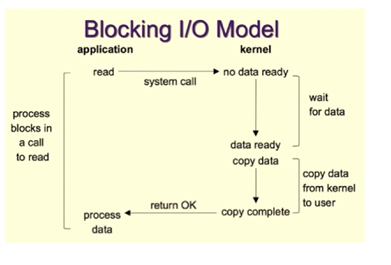 Blocking I/O Model
application
kernel
read
system call
no data ready
process
blocks in
a call
to read
wait
for data
data ready
copy data
copy data
from kernel
to user
return OK
copy complete
process
data